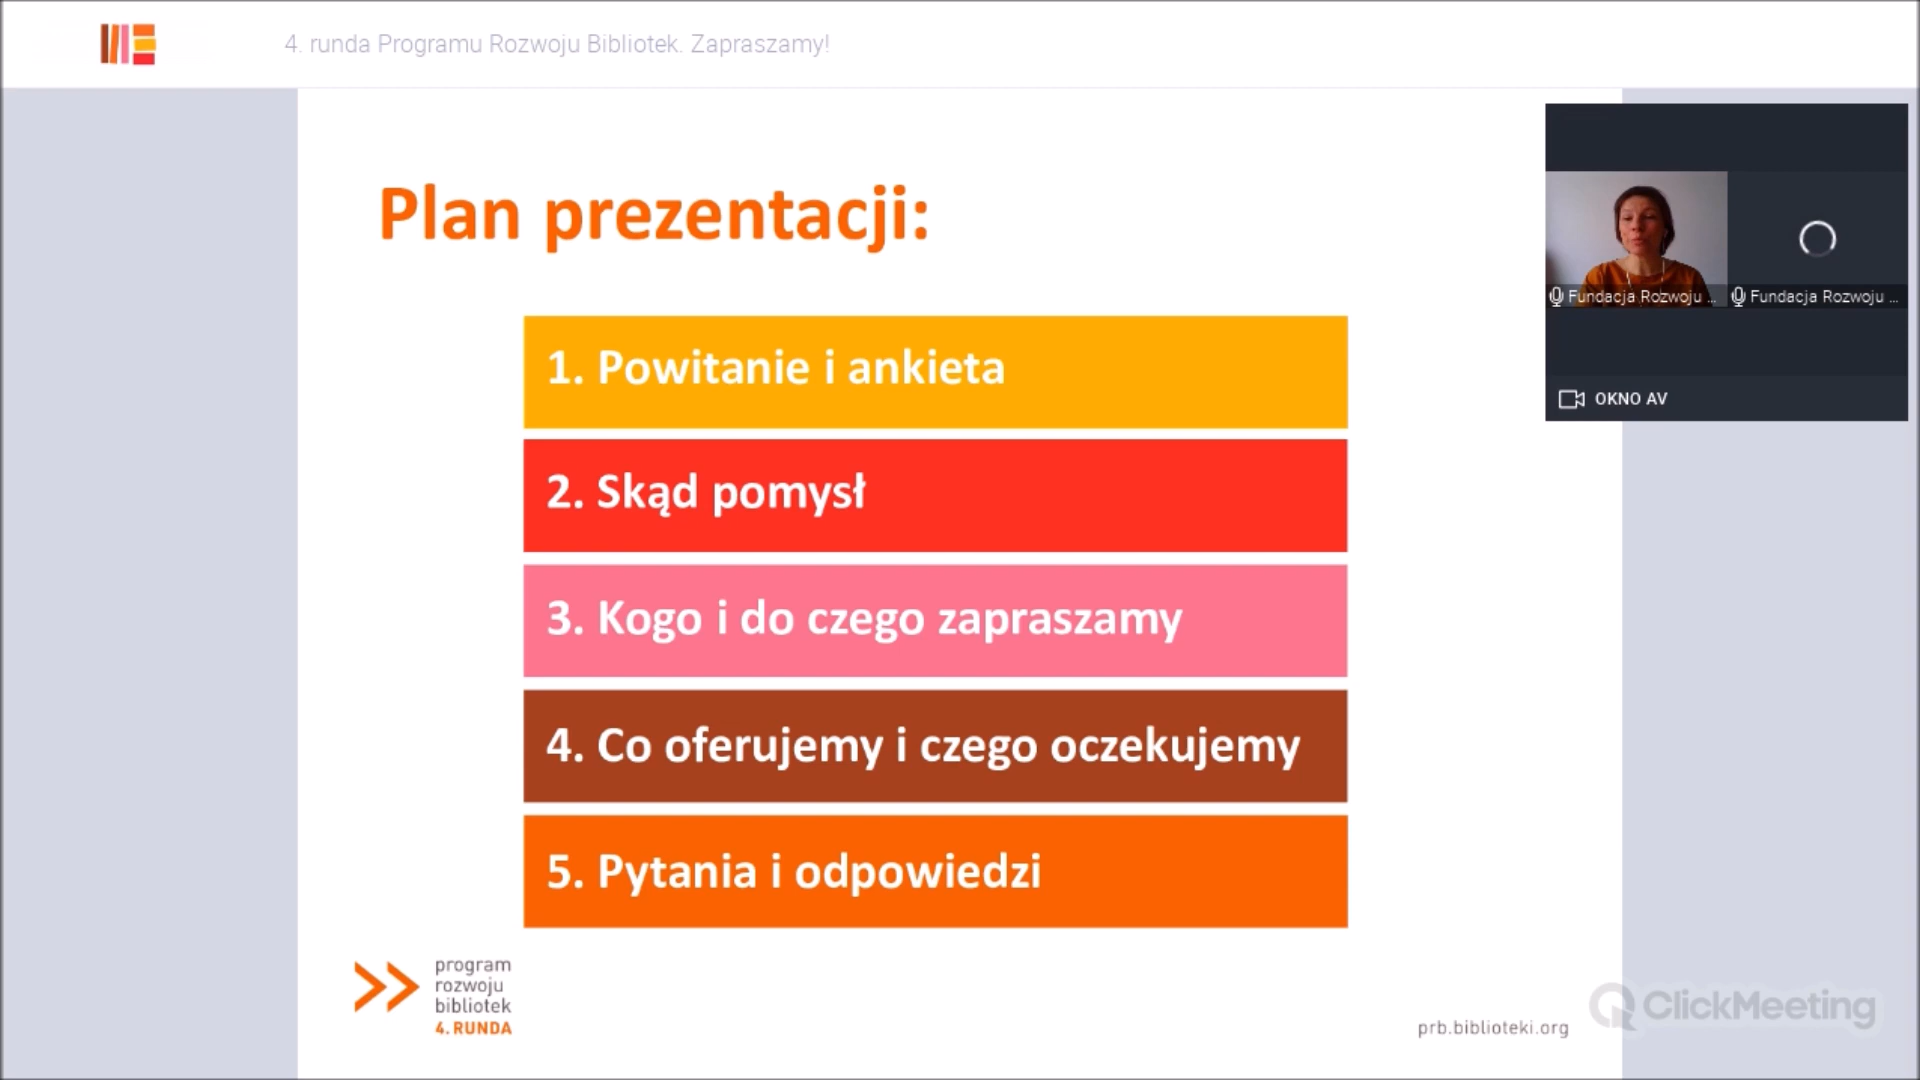 4. runda Programu Rozwoju Bibliotek. Zapraszamy!
Plan prezentacji:
1. Powitanie i ankieta
2. Skąd pomysł
3. Kogo i do czego zapraszamy
4. Co oferujemy i czego oczekujemy
5. Pytania i odpowiedzi
Fundacja Rozwoju ...
Fundacja Rozwoju ...
OKNO AV
program
rozwoju
bibliotek
4. RUNDA
prb.biblioteki.org
ClickMeeting